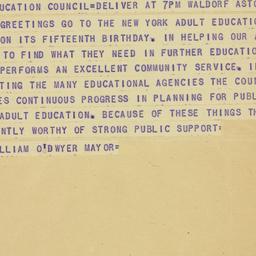 UCATION COUNCIL=DELIVER AT 7PM WALDORF ASTO
GREETINGS GO TO THE NEW YORK ADULT EDUCATIO
ON ITS FIFTEENTH BIRTHDAY. IN HELPING OUR A
TO FIND WHAT THEY NEED IN FURTHER EDUCATIO
PERFORMS AN EXCELLENT COMMUNITY SERVICE. I
TING THE MANY EDUCATIONAL AGENCIES THE COUN
ES CONTINUOUS PROGRESS IN PLANNING FOR PUBL
ADULT EDUCATION. BECAUSE OF THESE THINGS TH
NTLY WORTHY OF STRONG PUBLIC SUPPORT=
LLIAM O'DWYER MAYOR=